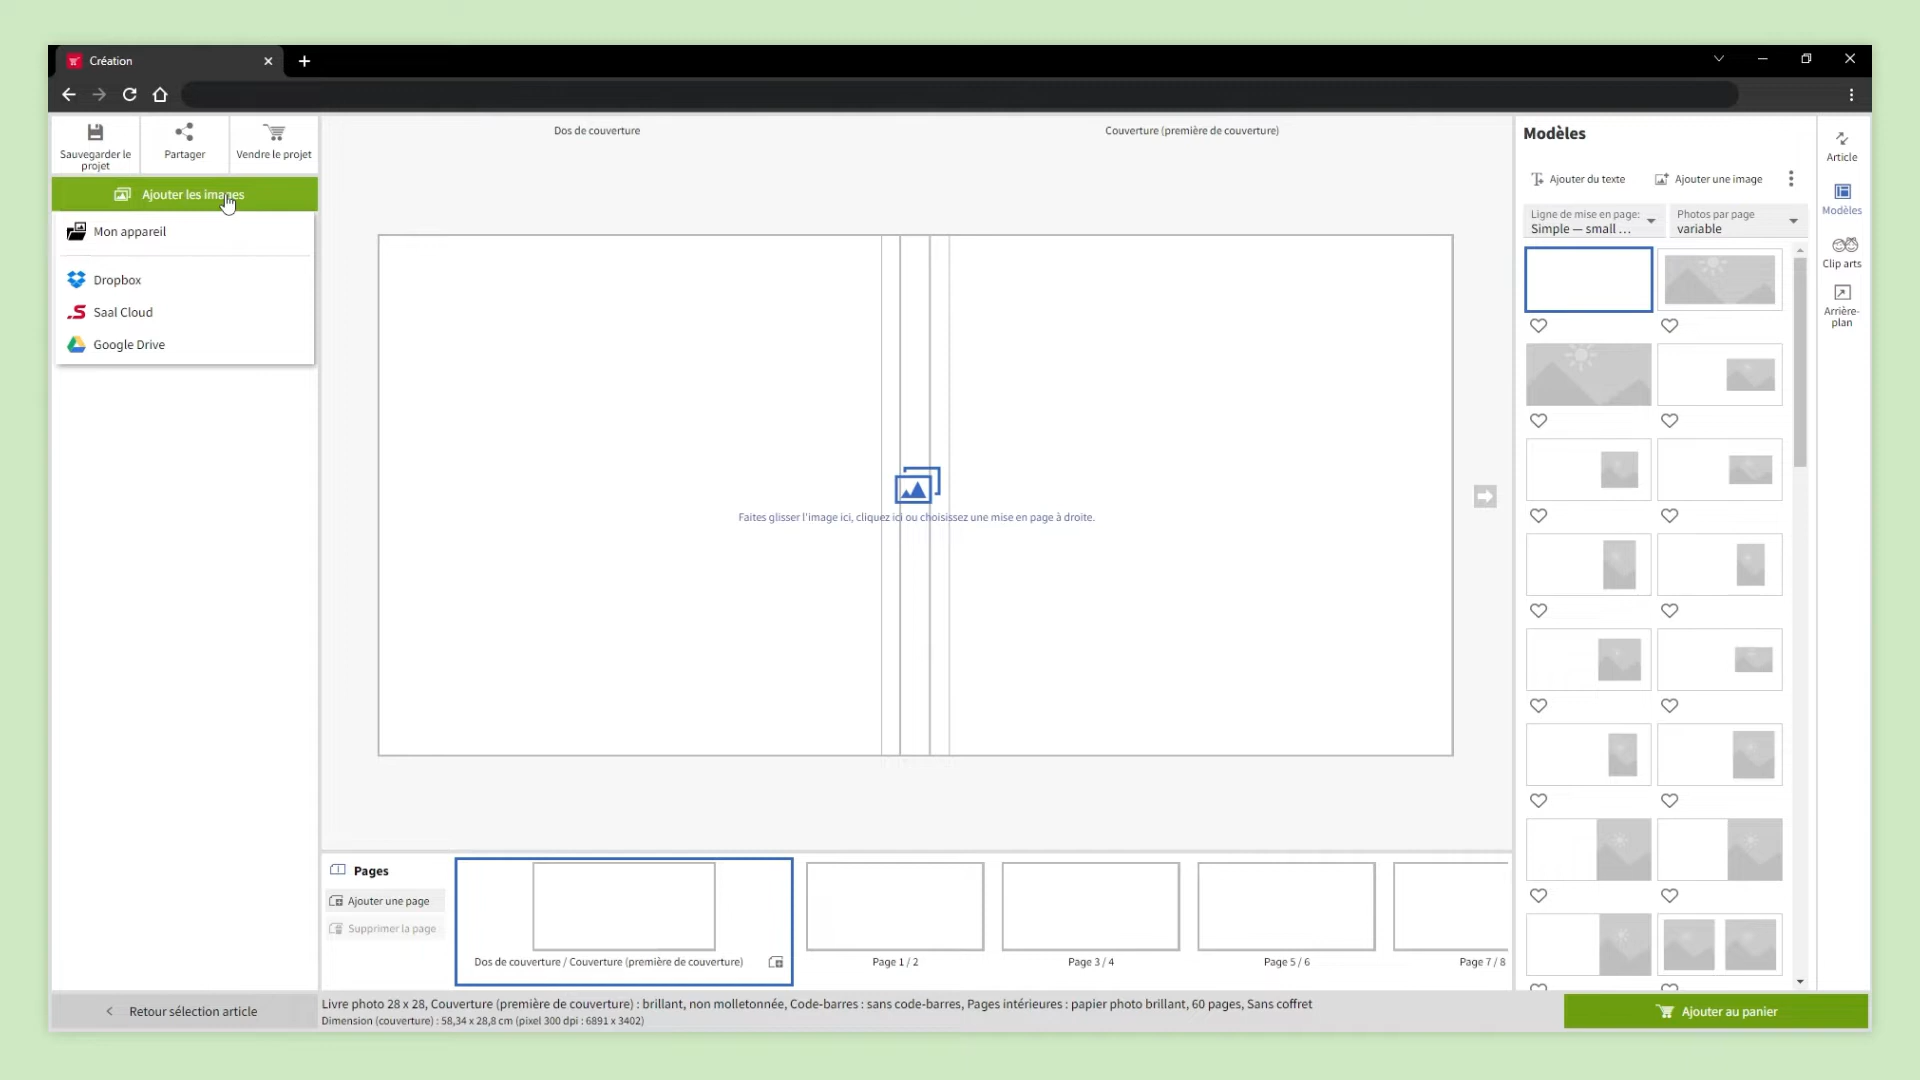 Création
Sauvegarder le
projet
Partager
Vendre le projet
Ajouter les images
Mon appareil
Dropbox
Saal Cloud
Google Drive
Dos de couverture
Couverture (première de couverture)
Faites glisser l'image ici, cliquez ici ou choisissez une mise en page à droite.
Modèles
Ajouter du texte
Ajouter une image
Ligne de mise en page:
Simple — small ...
Photos par page
variable
Article
Modèles
Clip arts
Arrière-
plan
Pages
Ajouter une page
Supprimer la page
Dos de couverture / Couverture (première de couverture)
Page 1 / 2
Page 3 / 4
Page 5 / 6
Page 7 / 8
Retour sélection article
Livre photo 28 x 28, Couverture (première de couverture) : brillant, non molletonnée, Code-barres : sans code-barres, Pages intérieures : papier photo brillant, 60 pages, Sans coffret
Dimension (couverture) : 58,34 x 28,8 cm (pixel 300 dpi : 6891 x 3402)
Ajouter au panier